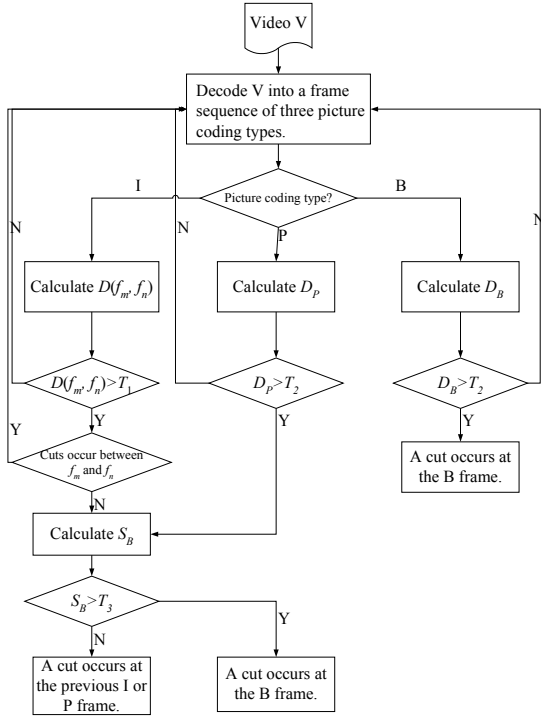 Video V
Decode V into a frame
sequence of three picture
coding types.
I
Picture coding type?
B
N
N
P
N
Calculate D(fm, fn)
Calculate DP
Calculate DB
D(fm, fn)>T1
DP>T2
DB>T2
Y
Y
Y
Y
Cuts occur between
fm and fn
A cut occurs at
the B frame.
N
Calculate SB
SB>T3
Y
N
A cut occurs at
the previous I or
P frame.
A cut occurs at
the B frame.